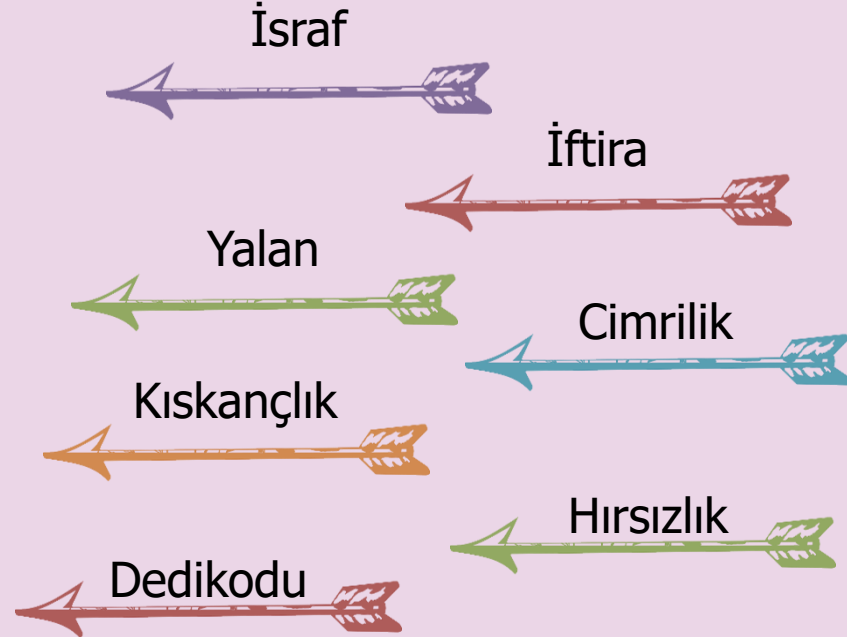 İsraf
İftira
Yalan
Cimrilik
Kıskançlık
Hırsızlık
Dedikodu